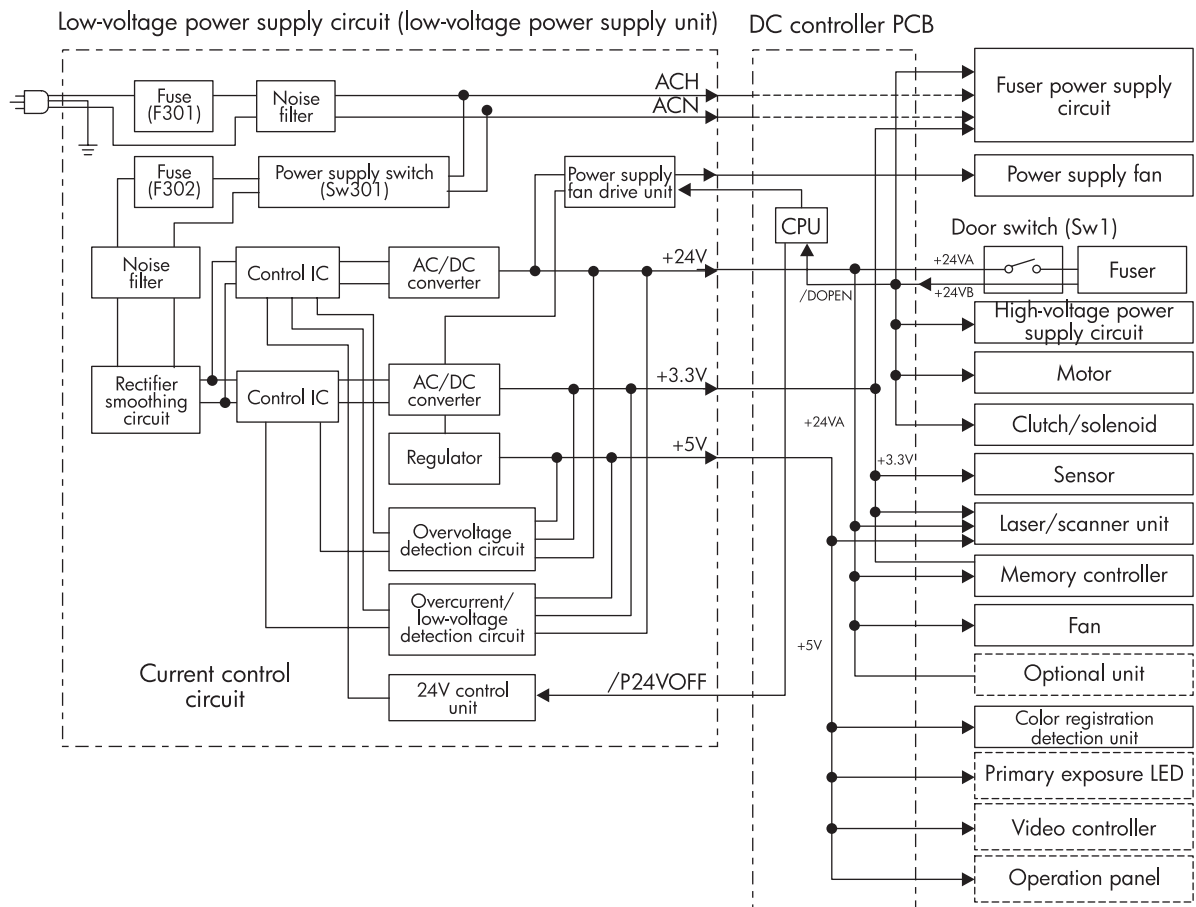 Low-voltage power supply circuit (low-voltage power supply unit)
DC controller PCB
Fuse
(F301)
Noise
filter
ACH
ACN
Fuser power supply
circuit
Fuse
(F302)
Power supply switch
(Sw301)
Power supply
fan drive unit
Power supply fan
CPU
Door switch (Sw1)
Noise
filter
Control IC
AC/DC
converter
+24V
+24VA
Fuser
/DOPEN
+24VB
High-voltage power
supply circuit
Rectifier
smoothing
circuit
Control IC
AC/DC
converter
+3.3V
Motor
+24VA
Clutch/solenoid
Regulator
+5V
+3.3V
Sensor
Overvoltage
detection circuit
Laser/scanner unit
Memory controller
Overcurrent/
low-voltage
detection circuit
Fan
+5V
Current control
circuit
24V control
unit
/P24VOFF
Optional unit
Color registration
detection unit
Primary exposure LED
Video controller
Operation panel